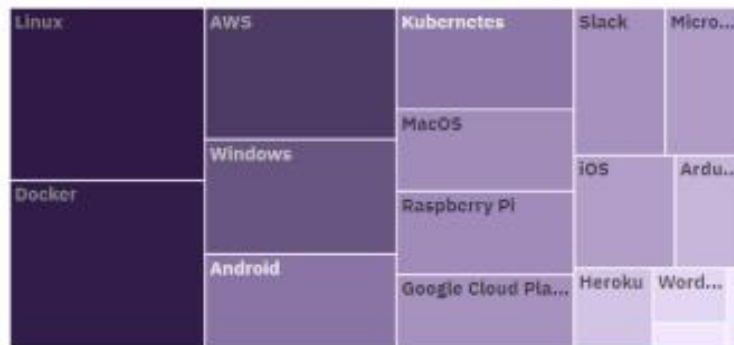 Linux
Docker
AWS
Windows
Android
Kubernetes
MacOS
Raspberry Pi
Google Cloud Pla...
Slack
Micro...
iOS
Ardu..
Heroku
Word...